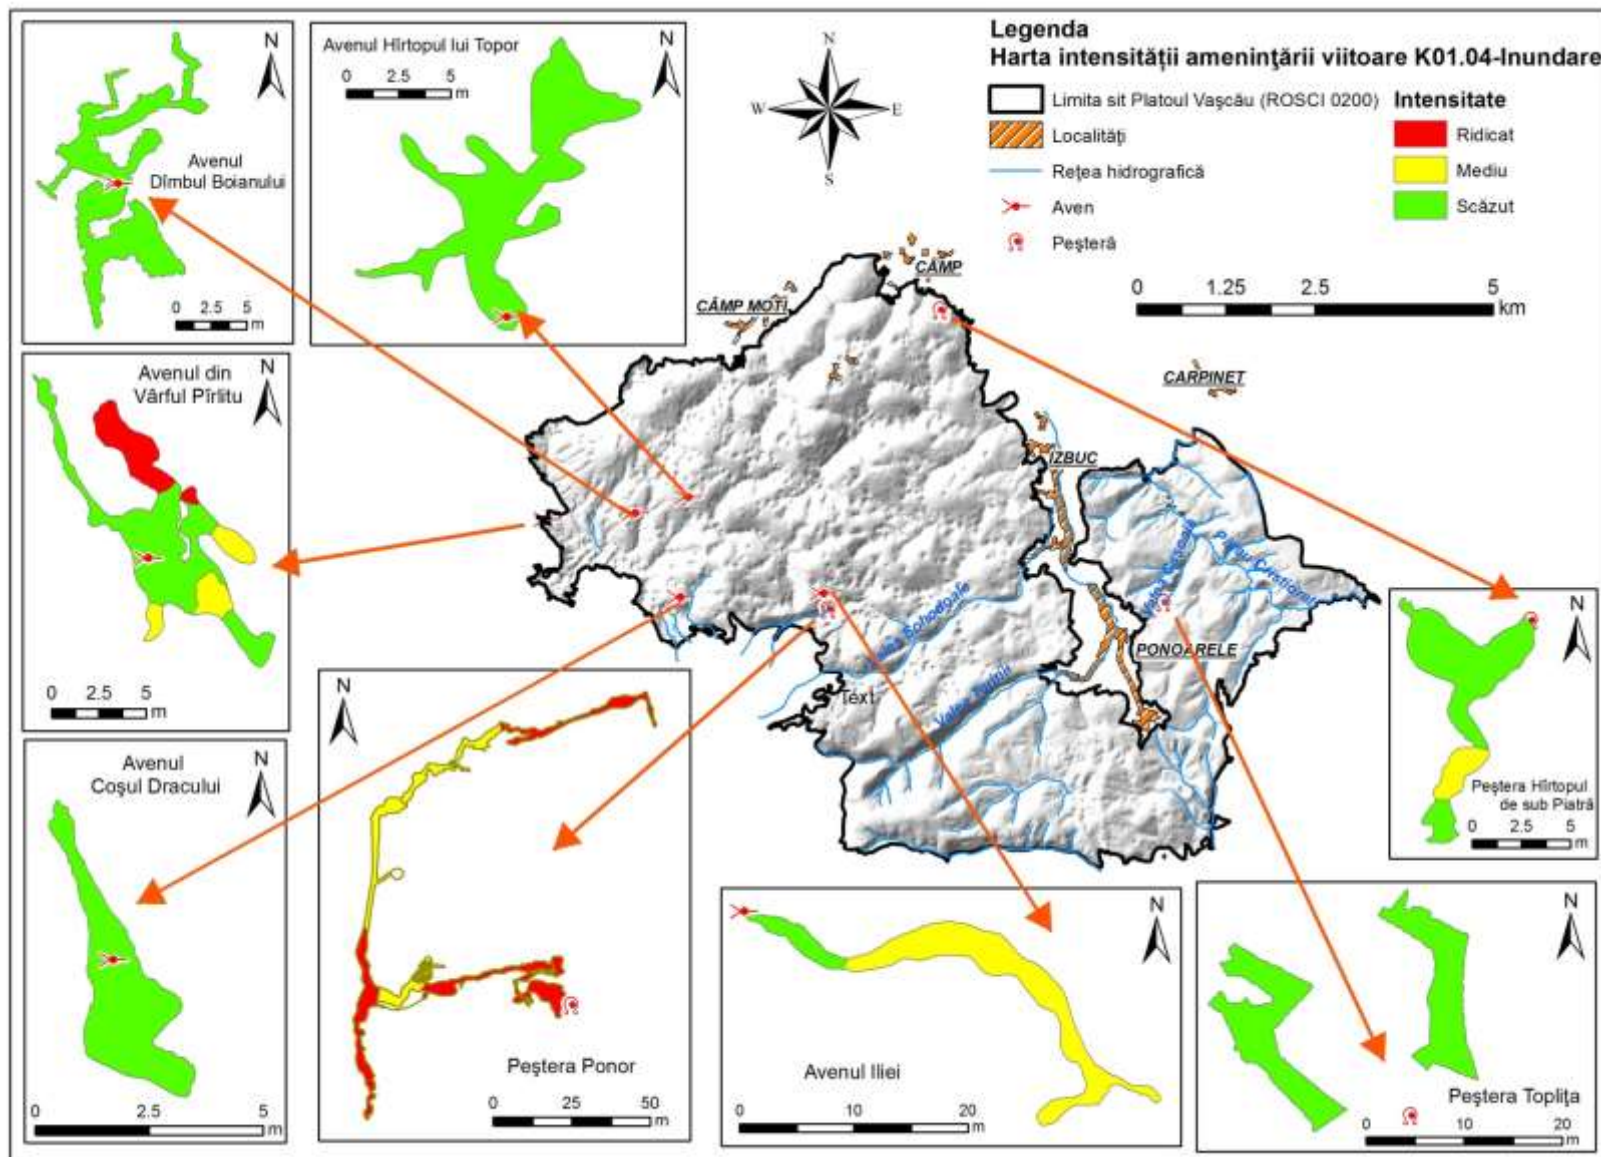 Legenda
Harta intensității amenințării viitoare K01.04-Inundare
Limita sit Platoul Vașcău (ROSCI 0200)
Localități
Rețea hidrografică
Aven
Peșteră
Intensitate
Ridicat
Mediu
Scăzut
0 1.25 2.5 5
km
N
W E
S
N
Avenul
Dîmbul Boianului
0 2.5 5
m
Avenul Hîrtopul lui Topor
N
0 2.5 5
m
Avenul din
Vârful Pîrlitu
N
0 2.5 5
m
Avenul
Coșul Dracului
N
0 2.5 5
m
N
Peștera Ponor
0 25 50
m
N
Avenul Iliei
0 10 20
m
N
Peștera Toplița
0 10 20
m
N
Peștera Hîrtopul
de sub Piatră
0 2.5 5
m
CÂMP
CÂMP MOȚI
CARPINET
IZBUC
PONOARELE
Valea
Pârâu Cristioarei
Valea Sohodgale
Valea
Text